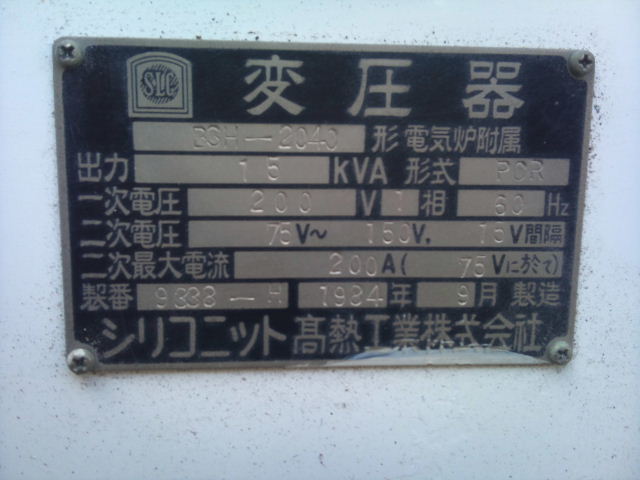 SLC
変圧器
BSH-2040 形 電気炉附属
出力 15 KVA 形式 PCR
一次電圧 200 V 1 相 60 Hz
二次電圧 75V~ 150V, 15V間隔
二次最大電流 200A( 75Vに於て)
製番 9338-H 1984年 9月 製造
シリコニット高熱工業株式会社